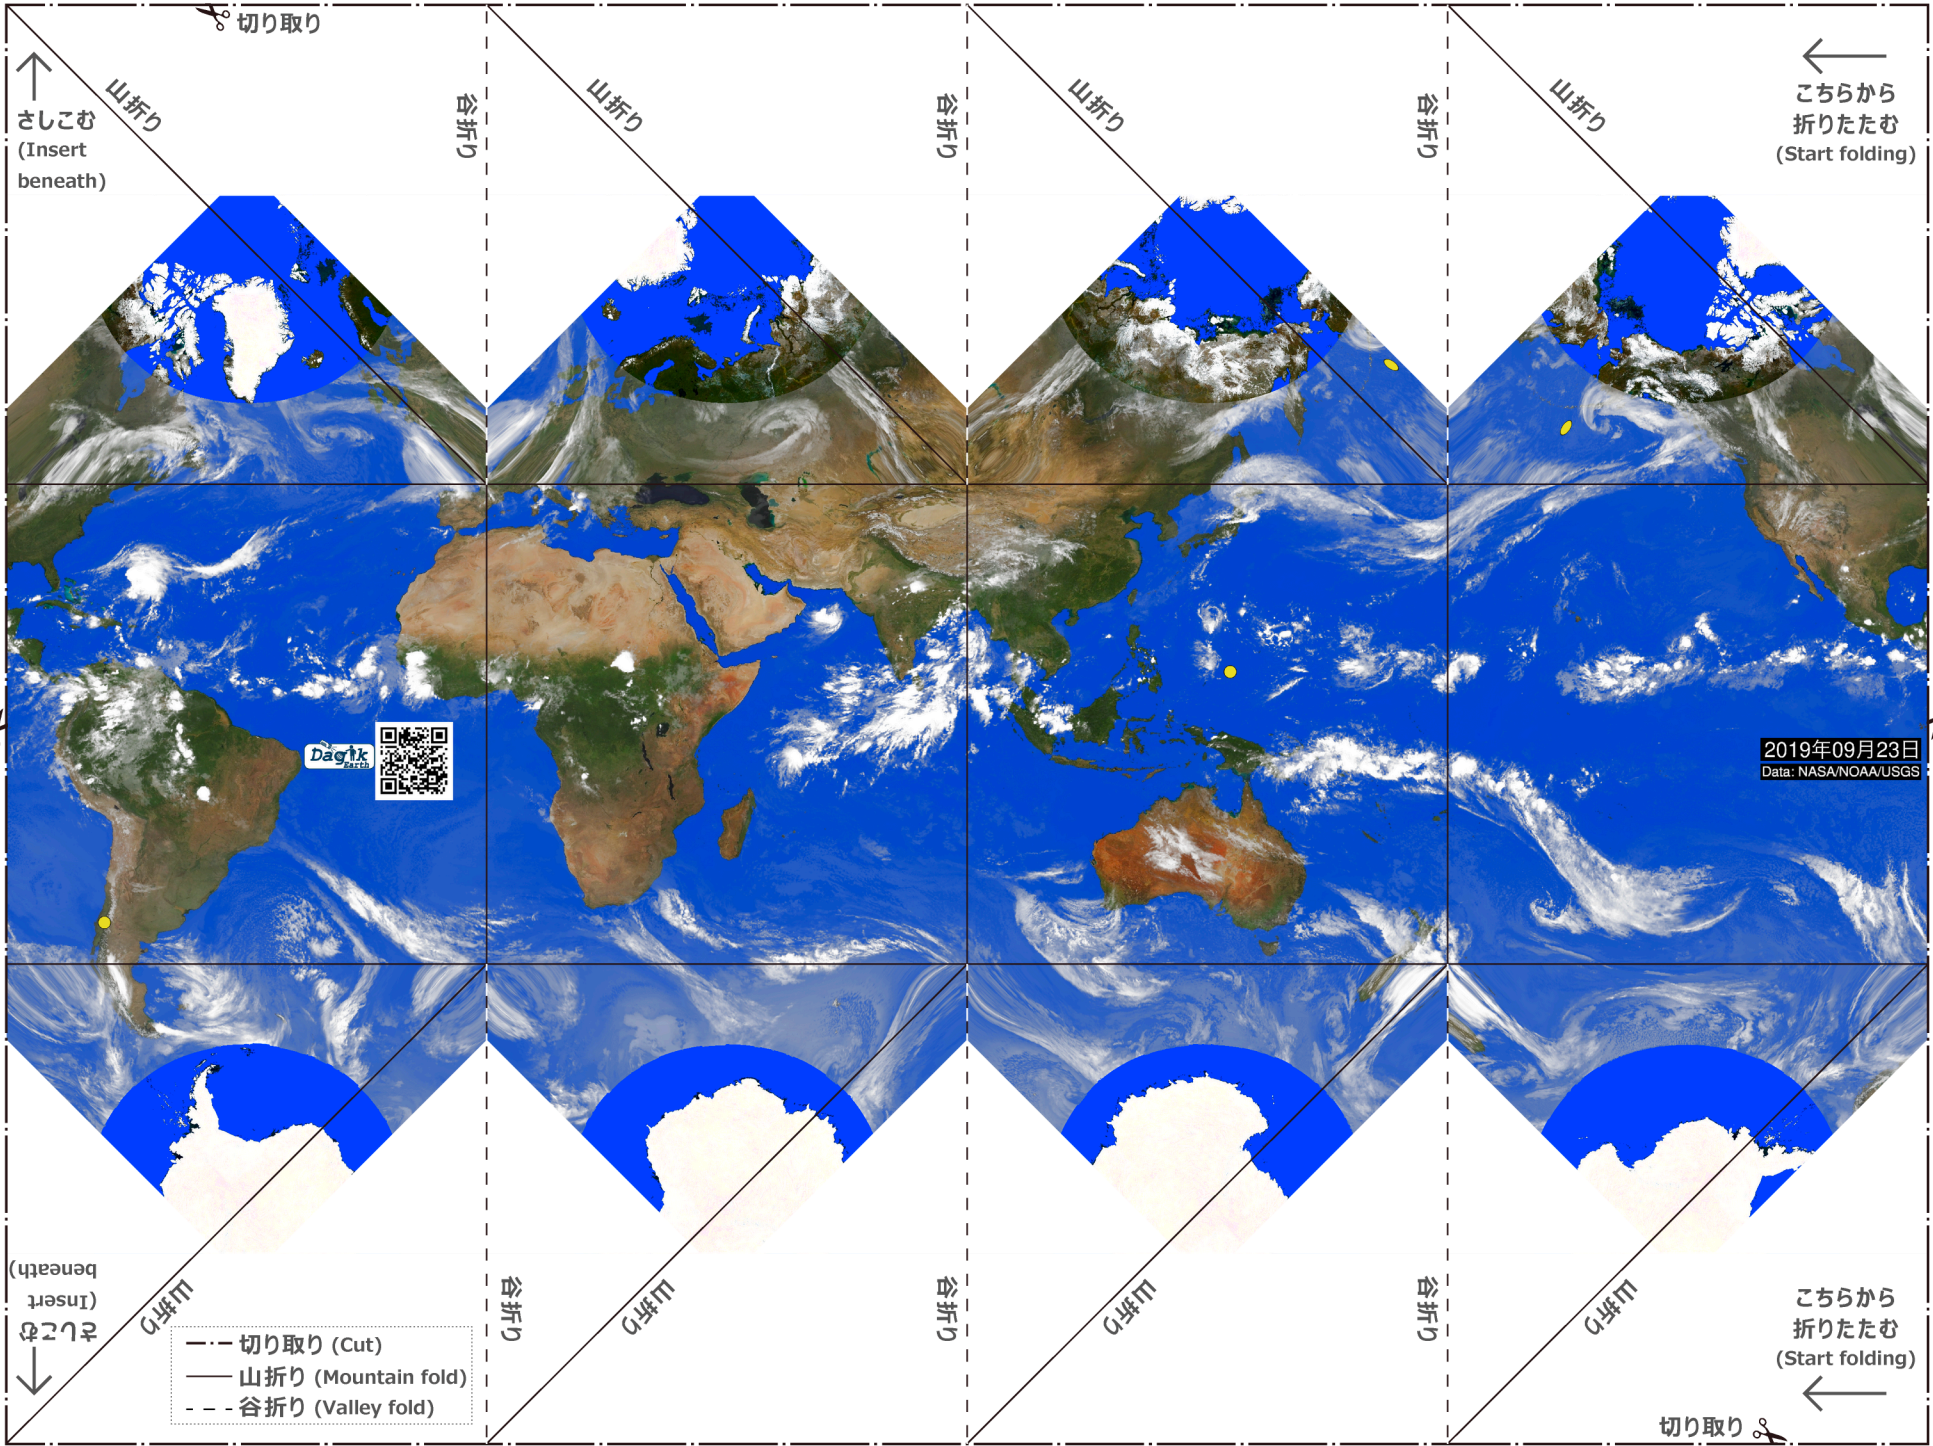 切り取り
さしこむ
(Insert
beneath)
山折り
谷折り
山折り
谷折り
山折り
谷折り
山折り
こちらから
折りたたむ
(Start folding)
Dagik
Earth
2019年09月23日
Data: NASA/NOAA/USGS
さしこむ
(Insert
beneath)
山折り
谷折り
山折り
谷折り
山折り
谷折り
山折り
こちらから
折りたたむ
(Start folding)
切り取り (Cut)
山折り (Mountain fold)
谷折り (Valley fold)
切り取り